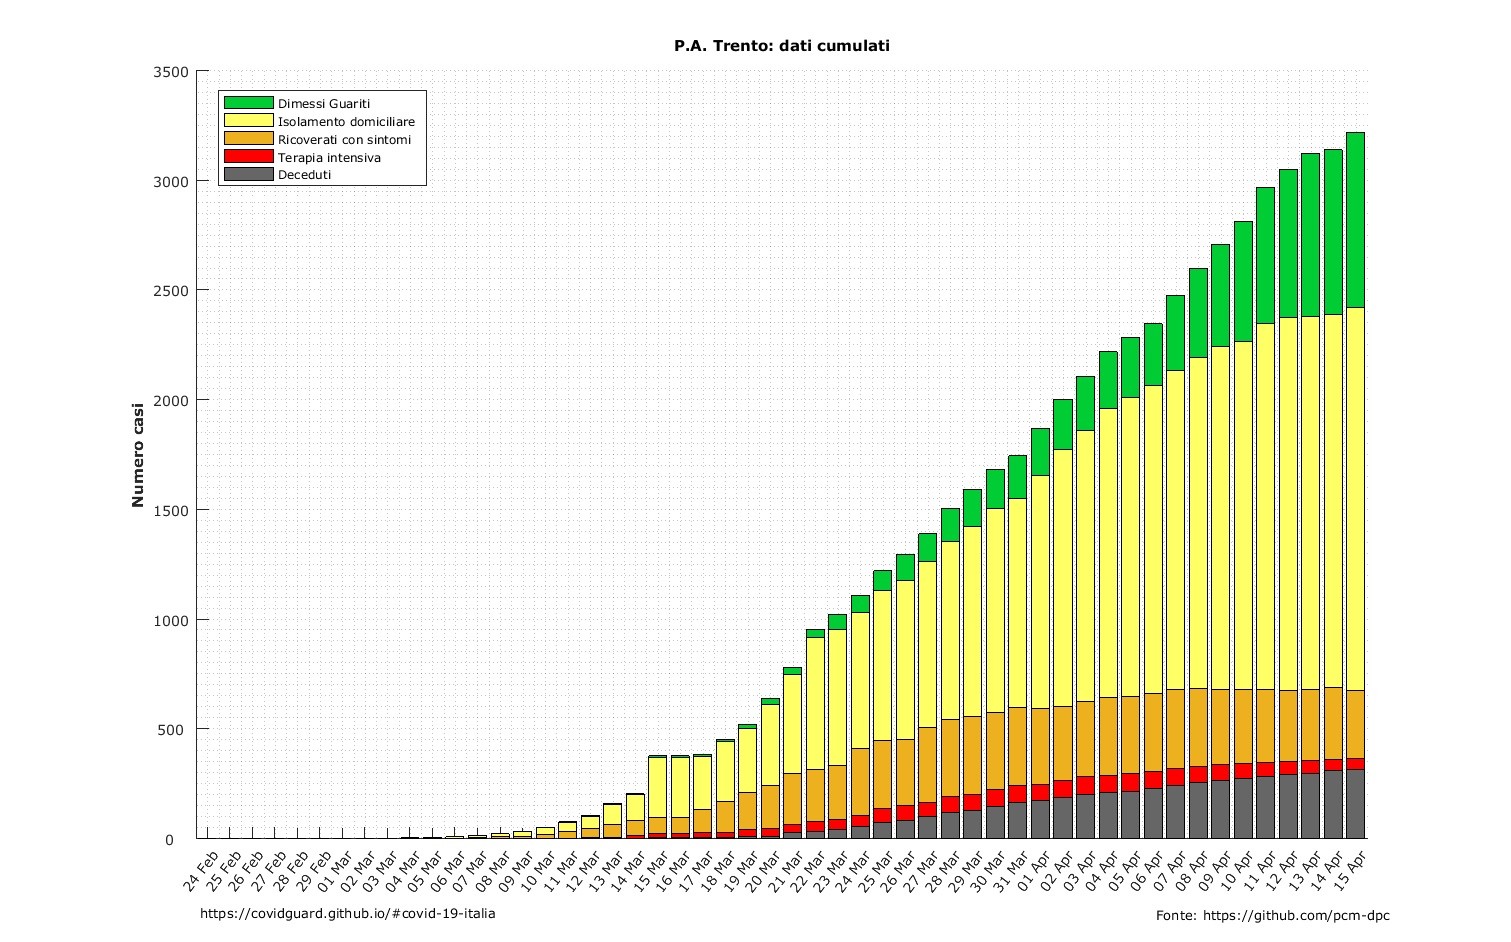 P.A. Trento: dati cumulati
3500
3000
2500
2000
1500
1000
500
0
Numero casi
Dimessi Guariti
Isolamento domiciliare
Ricoverati con sintomi
Terapia intensiva
Deceduti
24 Feb
25 Feb
26 Feb
27 Feb
28 Feb
29 Feb
01 Mar
02 Mar
03 Mar
04 Mar
05 Mar
06 Mar
07 Mar
08 Mar
09 Mar
10 Mar
11 Mar
12 Mar
13 Mar
14 Mar
15 Mar
16 Mar
17 Mar
18 Mar
19 Mar
20 Mar
21 Mar
22 Mar
23 Mar
24 Mar
25 Mar
26 Mar
27 Mar
28 Mar
29 Mar
30 Mar
31 Mar
01 Apr
02 Apr
03 Apr
04 Apr
05 Apr
06 Apr
07 Apr
08 Apr
09 Apr
10 Apr
11 Apr
12 Apr
13 Apr
14 Apr
15 Apr
https://covidguard.github.io/#covid-19-italia
Fonte: https://github.com/pcm-dpc